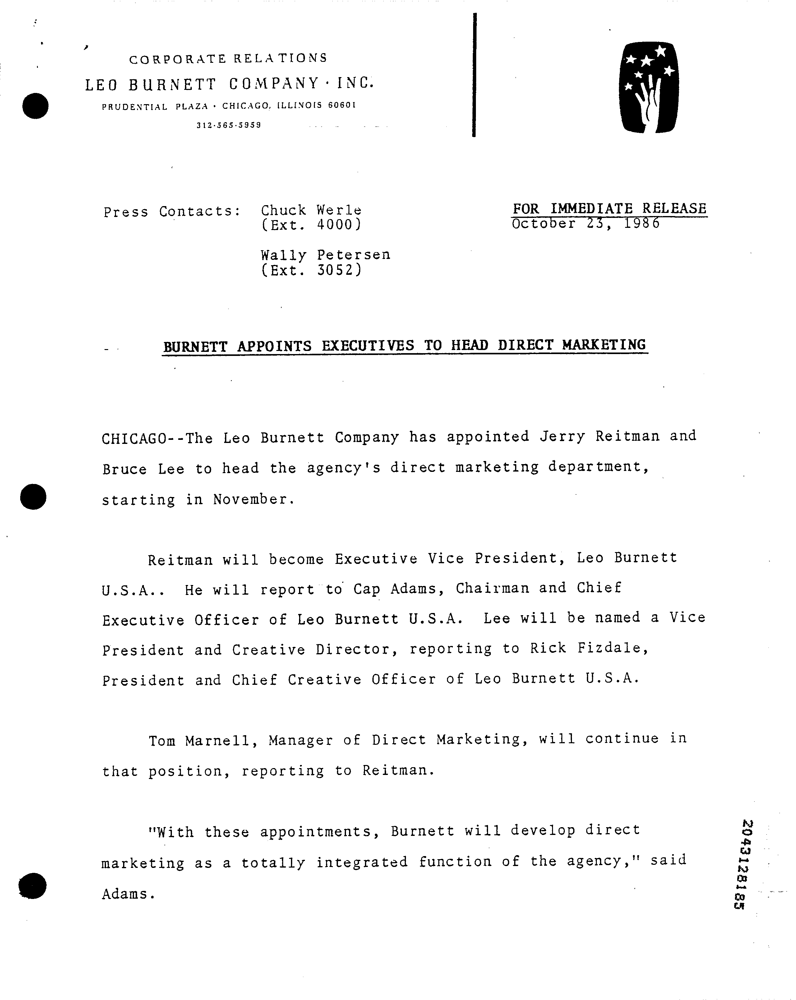 CORPORATE RELATIONS
LEO BURNETT COMPANY · INC.
PRUDENTIAL PLAZA · CHICAGO, ILLINOIS 60601
312-565-5959
Press Contacts: Chuck Werle
(Ext. 4000)
Wally Petersen
(Ext. 3052)
FOR IMMEDIATE RELEASE
October 23, 1986
BURNETT APPOINTS EXECUTIVES TO HEAD DIRECT MARKETING
CHICAGO--The Leo Burnett Company has appointed Jerry Reitman and
Bruce Lee to head the agency's direct marketing department,
starting in November.
Reitman will become Executive Vice President, Leo Burnett
U.S.A.. He will report to Cap Adams, Chairman and Chief
Executive Officer of Leo Burnett U.S.A. Lee will be named a Vice
President and Creative Director, reporting to Rick Fizdale,
President and Chief Creative Officer of Leo Burnett U.S.A.
Tom Marnell, Manager of Direct Marketing, will continue in
that position, reporting to Reitman.
"With these appointments, Burnett will develop direct
marketing as a totally integrated function of the agency," said
Adams.
2043128185